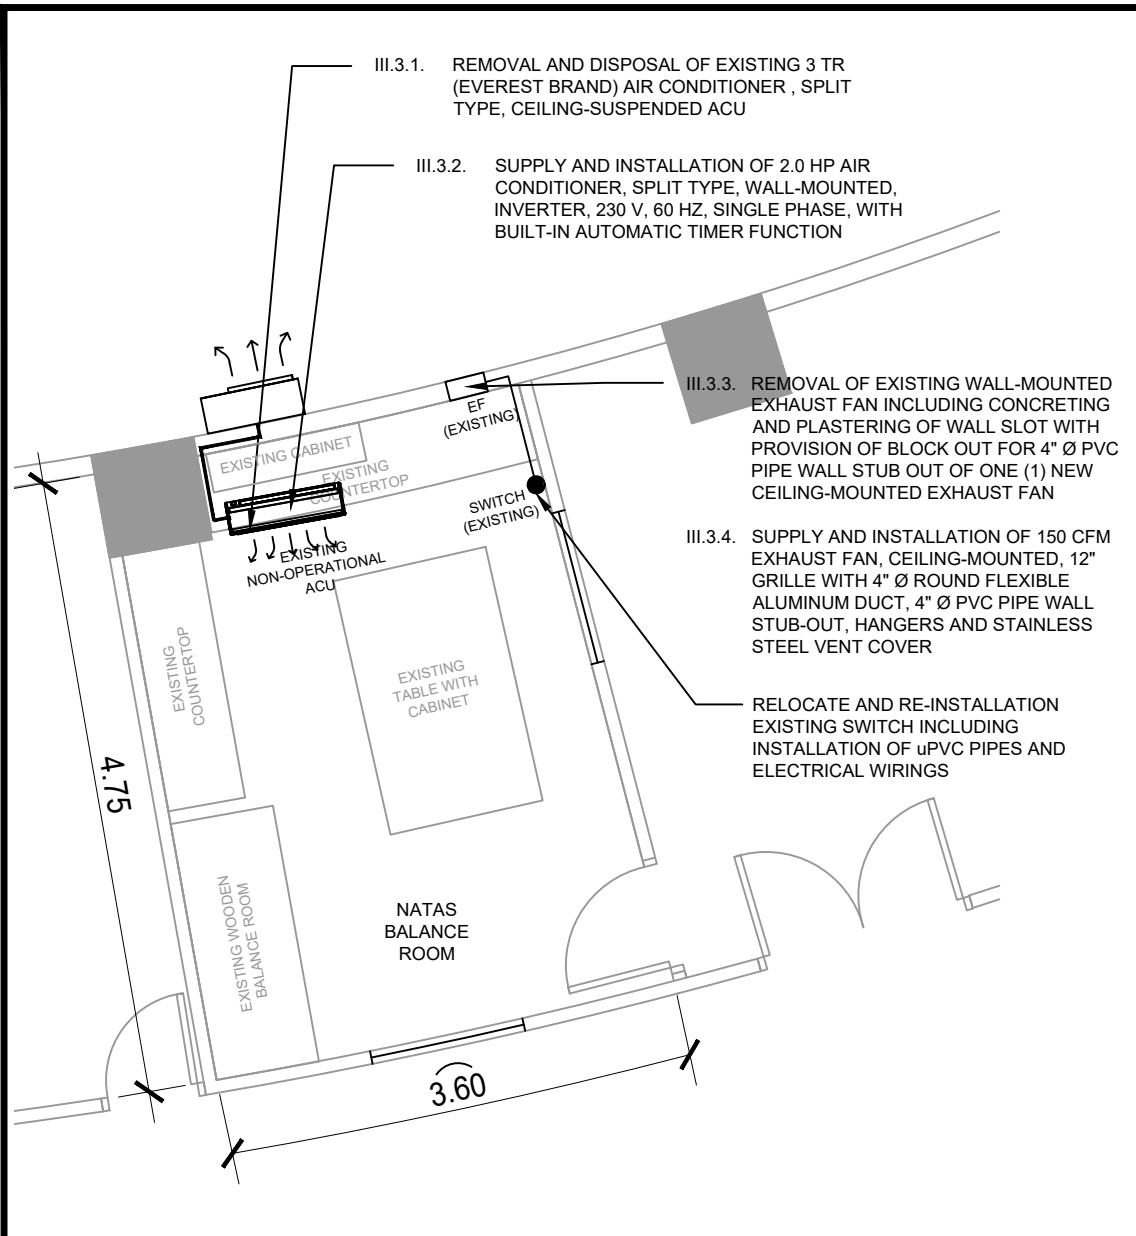 III.3.1. REMOVAL AND DISPOSAL OF EXISTING 3 TR
(EVEREST BRAND) AIR CONDITIONER , SPLIT
TYPE, CEILING-SUSPENDED ACU
III.3.2. SUPPLY AND INSTALLATION OF 2.0 HP AIR
CONDITIONER, SPLIT TYPE, WALL-MOUNTED,
INVERTER, 230 V, 60 HZ, SINGLE PHASE, WITH
BUILT-IN AUTOMATIC TIMER FUNCTION
III.3.3. REMOVAL OF EXISTING WALL-MOUNTED
EXHAUST FAN INCLUDING CONCRETING
AND PLASTERING OF WALL SLOT WITH
PROVISION OF BLOCK OUT FOR 4" Ø PVC
PIPE WALL STUB OUT OF ONE (1) NEW
CEILING-MOUNTED EXHAUST FAN
III.3.4. SUPPLY AND INSTALLATION OF 150 CFM
EXHAUST FAN, CEILING-MOUNTED, 12"
GRILLE WITH 4" Ø ROUND FLEXIBLE
ALUMINUM DUCT, 4" Ø PVC PIPE WALL
STUB-OUT, HANGERS AND STAINLESS
STEEL VENT COVER
RELOCATE AND RE-INSTALLATION
EXISTING SWITCH INCLUDING
INSTALLATION OF uPVC PIPES AND
ELECTRICAL WIRINGS
EF
(EXISTING)
EXISTING CABINET
EXISTING
COUNTERTOP
SWITCH
(EXISTING)
EXISTING
NON-OPERATIONAL
ACU
EXISTING
COUNTERTOP
EXISTING
TABLE WITH
CABINET
4.75
EXISTING WOODEN
BALANCE ROOM
NATAS
BALANCE
ROOM
3.60